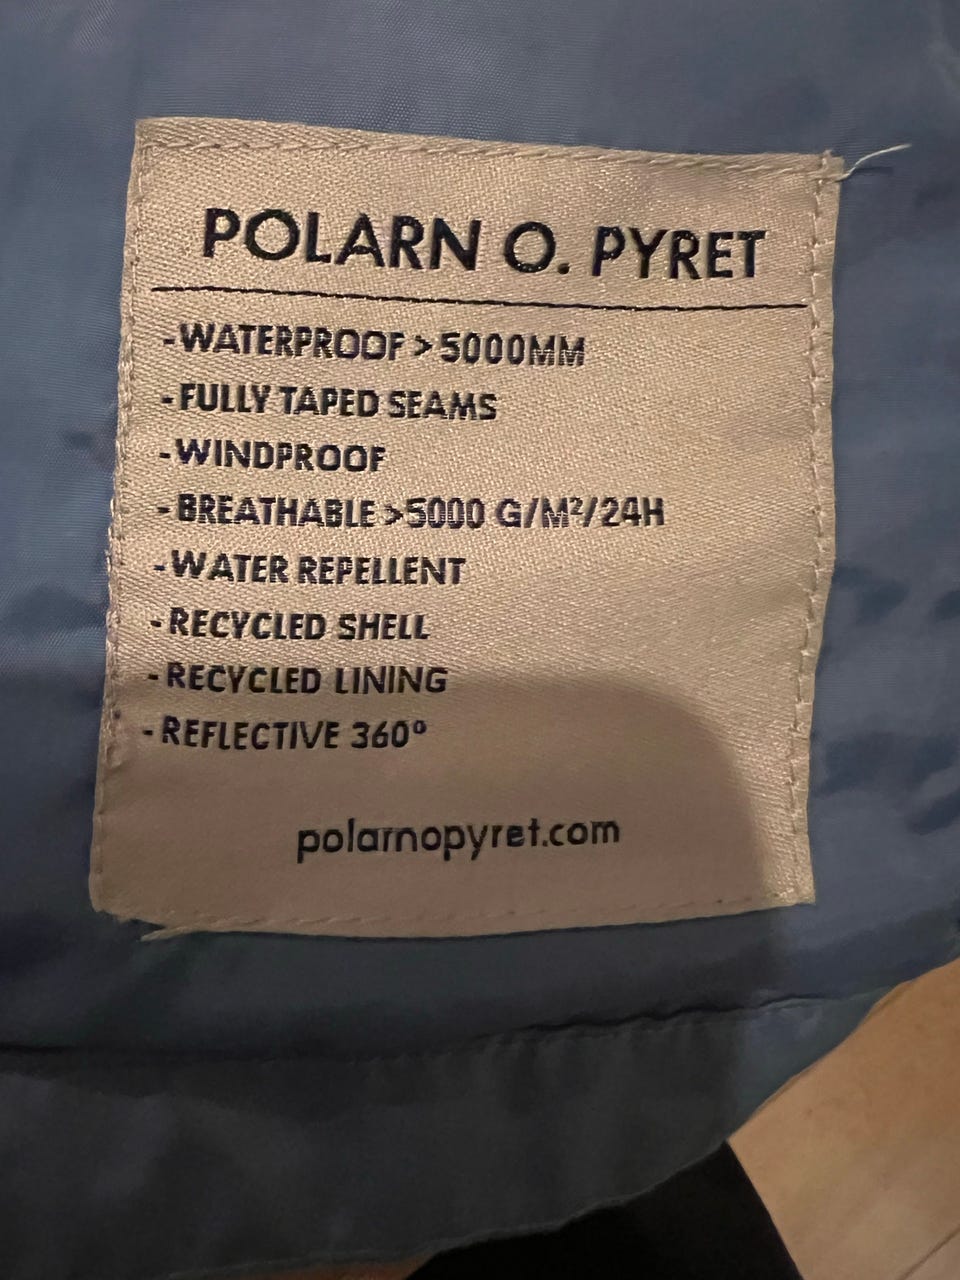 POLARN O. PYRET
-WATERPROOF > 5000MM
-FULLY TAPED SEAMS
-WINDPROOF
-BREATHABLE >5000 G/M²/24H
-WATER REPELLENT
-RECYCLED SHELL
-RECYCLED LINING
-REFLECTIVE 360º
polarnopyret.com